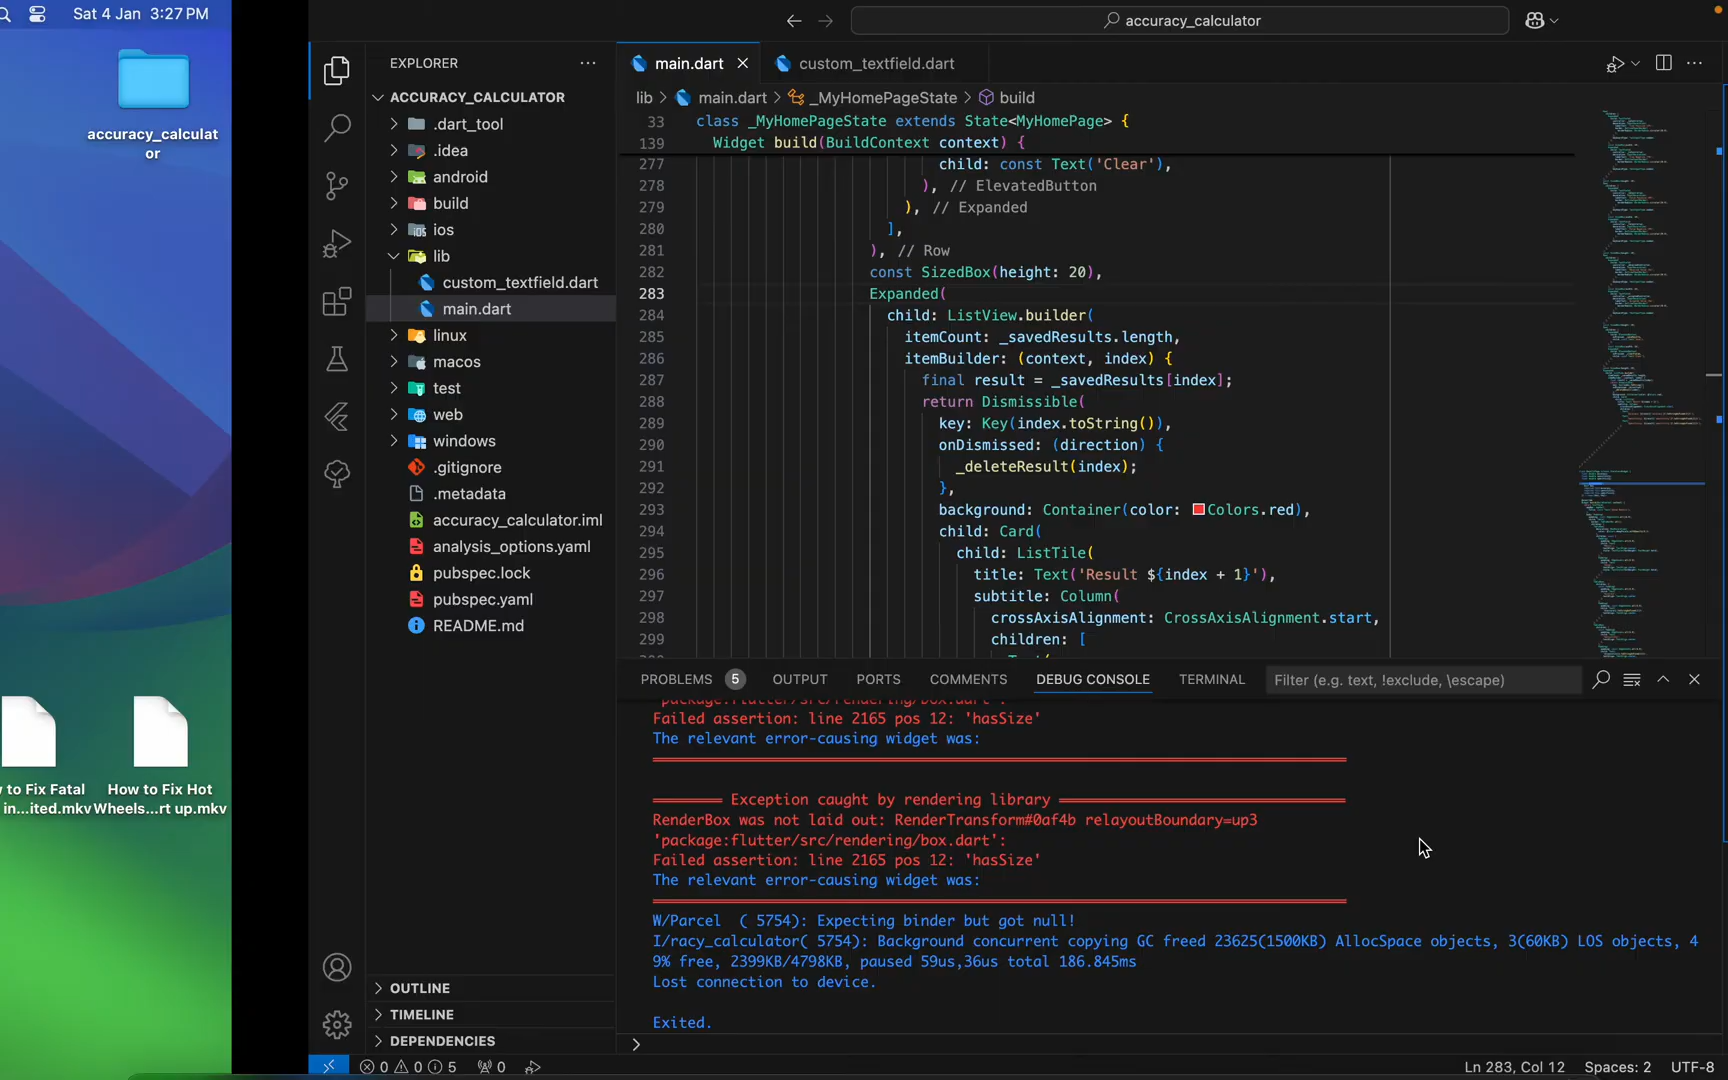 Sat 4 Jan 3:27 PM
accuracy_calculat
or
to Fix Fatal
in...ited.mkv
How to Fix Hot
Wheels...rt up.mkv
accuracy_calculator
EXPLORER
ACCURACY_CALCULATOR
.dart_tool
.idea
android
build
ios
lib
custom_textfield.dart
main.dart
linux
macos
test
web
windows
.gitignore
.metadata
accuracy_calculator.iml
analysis_options.yaml
pubspec.lock
pubspec.yaml
README.md
OUTLINE
TIMELINE
DEPENDENCIES
main.dart
custom_textfield.dart
lib > main.dart > _MyHomePageState > build
33 class _MyHomePageState extends State<MyHomePage> {
139 Widget build(BuildContext context) {
277 child: const Text('Clear'),
278 ), // ElevatedButton
279 ), // Expanded
280 ],
281 ), // Row
282 const SizedBox(height: 20),
283 Expanded(
284 child: ListView.builder(
285 itemCount: _savedResults.length,
286 itemBuilder: (context, index) {
287 final result = _savedResults[index];
288 return Dismissible(
289 key: Key(index.toString()),
290 onDismissed: (direction) {
291 _deleteResult(index);
292 },
293 background: Container(color: Colors.red),
294 child: Card(
295 child: ListTile(
296 title: Text('Result ${index + 1}'),
297 subtitle: Column(
298 crossAxisAlignment: CrossAxisAlignment.start,
299 children: [
PROBLEMS 5 OUTPUT PORTS COMMENTS DEBUG CONSOLE TERMINAL Filter (e.g. text, !exclude, \escape)
'package:flutter/src/rendering/box.dart':
Failed assertion: line 2165 pos 12: 'hasSize'
The relevant error-causing widget was:
Exception caught by rendering library
RenderBox was not laid out: RenderTransform#0af4b relayoutBoundary=up3
'package:flutter/src/rendering/box.dart':
Failed assertion: line 2165 pos 12: 'hasSize'
The relevant error-causing widget was:
W/Parcel ( 5754): Expecting binder but got null!
I/racy_calculator( 5754): Background concurrent copying GC freed 23625(1500KB) AllocSpace objects, 3(60KB) LOS objects, 4
9% free, 2399KB/4798KB, paused 59us,36us total 186.845ms
Lost connection to device.
Exited.
0 0 5 0
Ln 283, Col 12 Spaces: 2 UTF-8